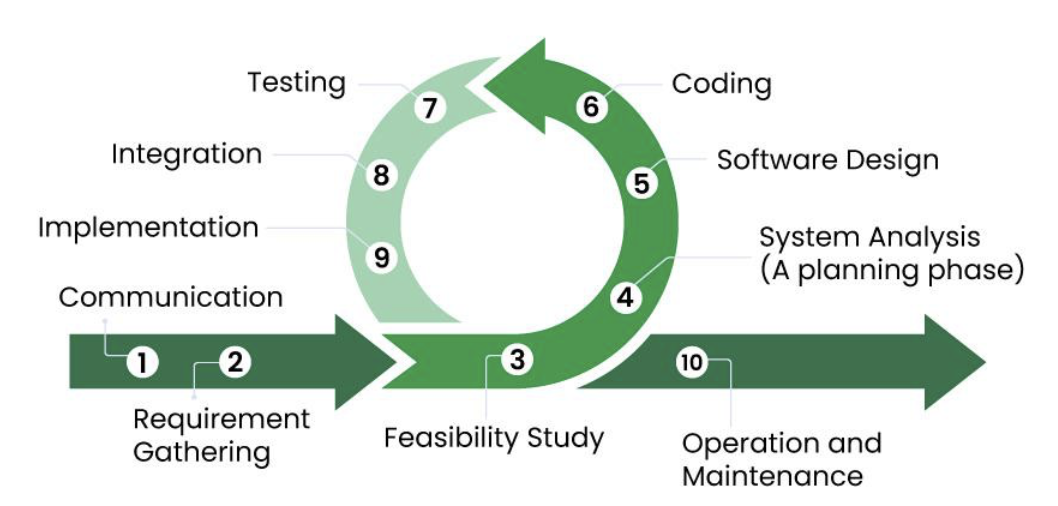 Testing
7
6
Coding
Integration
8
5
Software Design
Implementation
9
System Analysis
(A planning phase)
4
Communication
1
2
3
10
Requirement
Gathering
Feasibility Study
Operation and
Maintenance